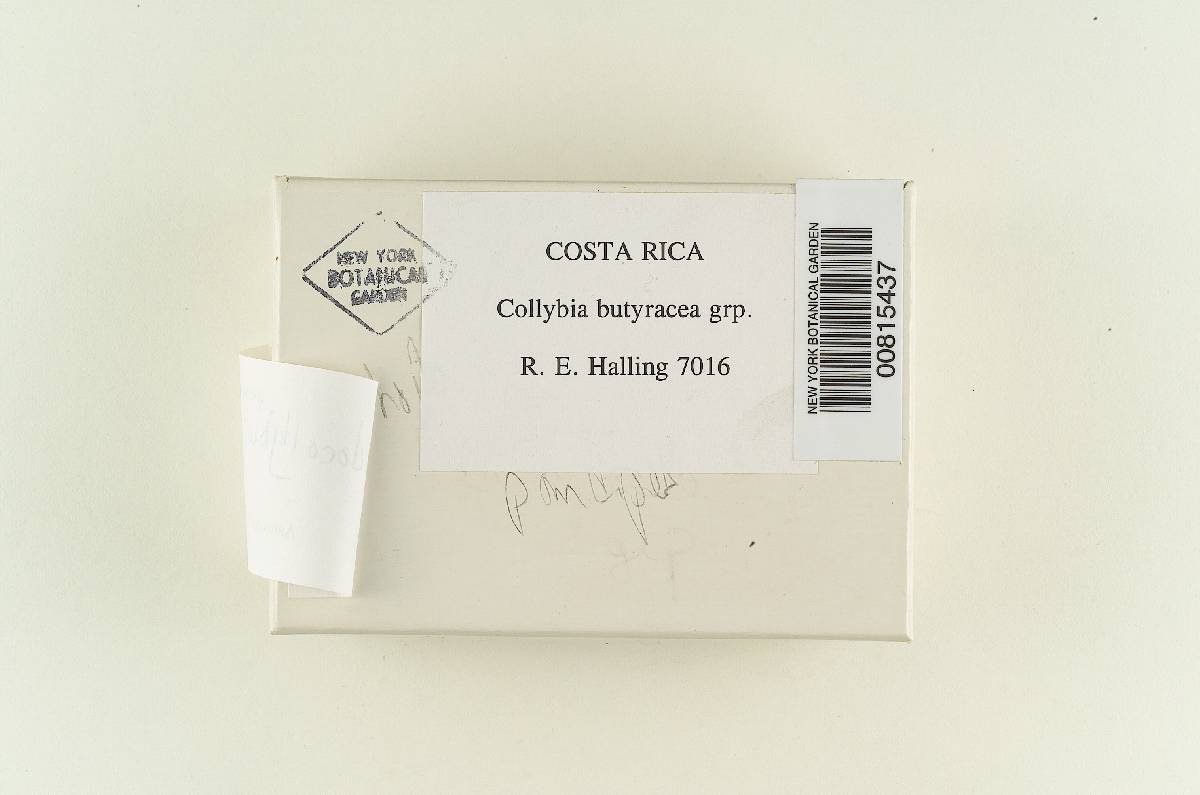 NEW YORK
BOTANICAL
GARDEN
COSTA RICA
Collybia butyracea grp.
R. E. Halling 7016
NEW YORK BOTANICAL GARDEN
00815437